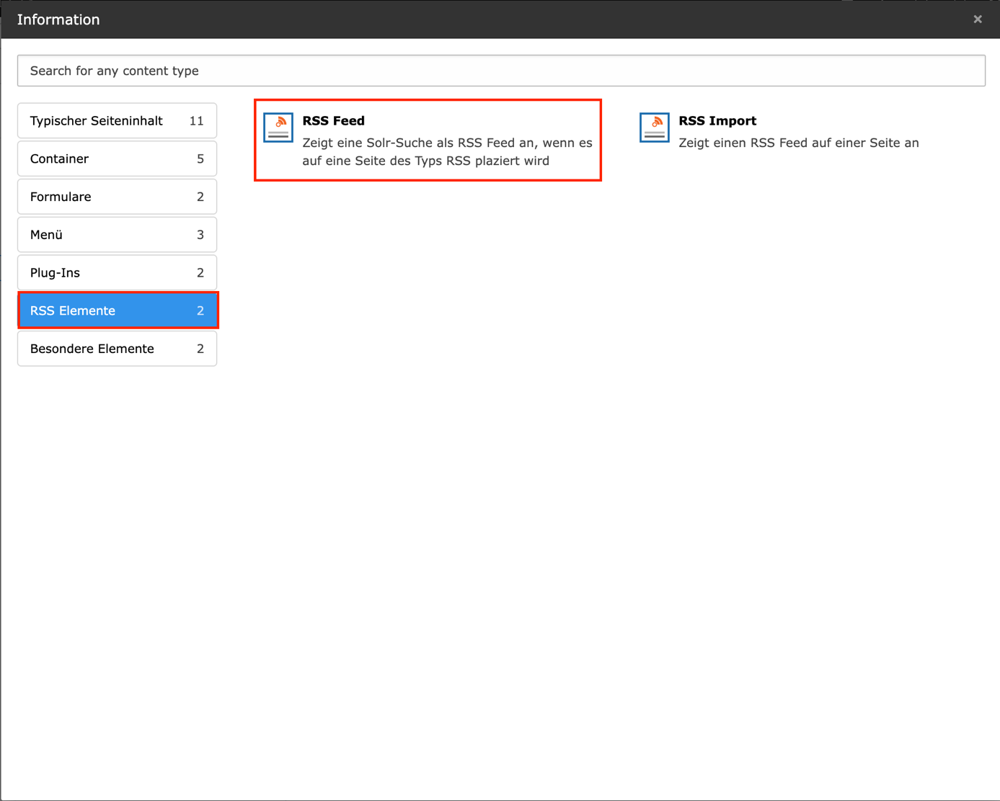 Information
×
Search for any content type
Typischer Seiteninhalt 11
Container 5
Formulare 2
Menü 3
Plug-Ins 2
RSS Elemente 2
Besondere Elemente 2
RSS Feed
Zeigt eine Solr-Suche als RSS Feed an, wenn es
auf eine Seite des Typs RSS plaziert wird
RSS Import
Zeigt einen RSS Feed auf einer Seite an